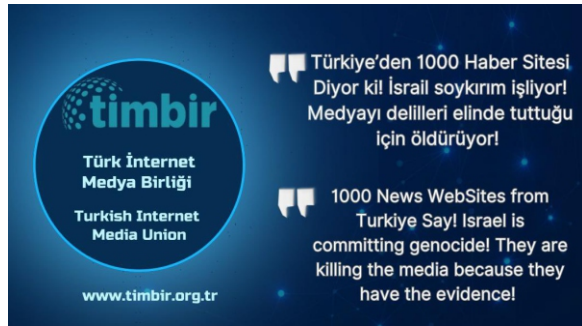 timbir
Türk İnternet
Medya Birliği
Turkish Internet
Media Union
www.timbir.org.tr
Türkiye’den 1000 Haber Sitesi
Diyor ki! İsrail soykırım işliyor!
Medyayı delilleri elinde tuttuğu
için öldürüyor!
1000 News WebSites from
Turkiye Say! Israel is
committing genocide! They are
killing the media because they
have the evidence!